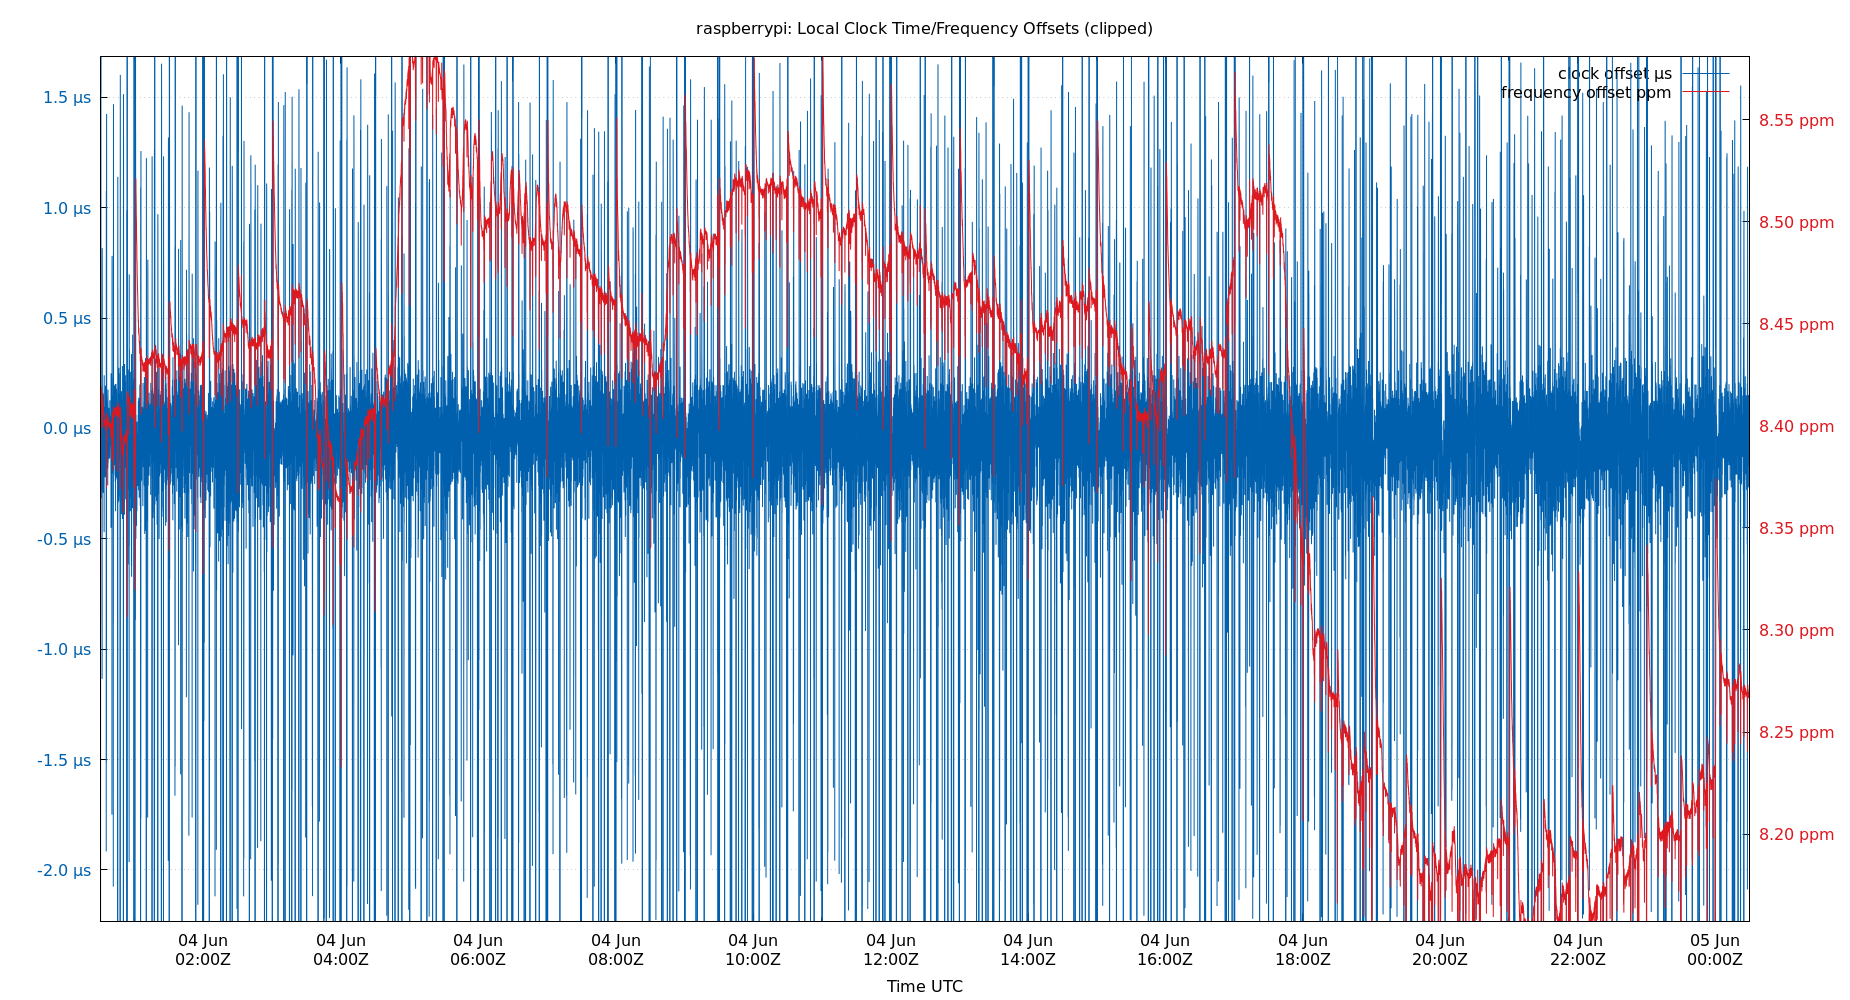 raspberrypi: Local Clock Time/Frequency Offsets (clipped)
clock offset µs
frequency offset ppm
1.5 µs
1.0 µs
0.5 µs
0.0 µs
-0.5 µs
-1.0 µs
-1.5 µs
-2.0 µs
8.55 ppm
8.50 ppm
8.45 ppm
8.40 ppm
8.35 ppm
8.30 ppm
8.25 ppm
8.20 ppm
04 Jun 04 Jun 04 Jun 04 Jun 04 Jun 04 Jun 04 Jun 04 Jun 04 Jun 04 Jun 04 Jun 05 Jun
02:00Z 04:00Z 06:00Z 08:00Z 10:00Z 12:00Z 14:00Z 16:00Z 18:00Z 20:00Z 22:00Z 00:00Z
Time UTC